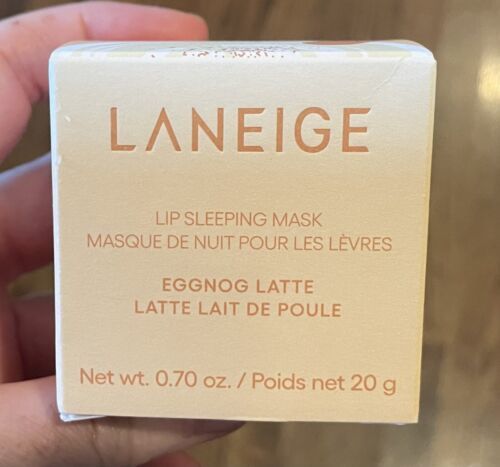 LANEIGE
LIP SLEEPING MASK
MASQUE DE NUIT POUR LES LÈVRES
EGGNOG LATTE
LATTE LAIT DE POULE
Net wt. 0.70 oz. / Poids net 20 g